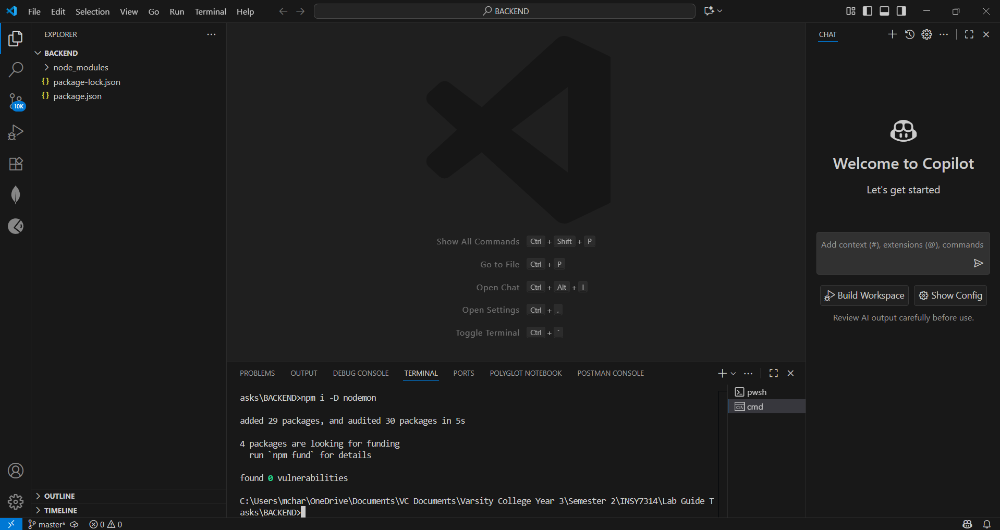 File Edit Selection View Go Run Terminal Help
BACKEND
EXPLORER
BACKEND
node_modules
{} package-lock.json
{} package.json
10K
OUTLINE
TIMELINE
Show All Commands Ctrl + Shift + P
Go to File Ctrl + P
Open Chat Ctrl + Alt + I
Open Settings Ctrl + ,
Toggle Terminal Ctrl + `
PROBLEMS OUTPUT DEBUG CONSOLE TERMINAL PORTS POLYGLOT NOTEBOOK POSTMAN CONSOLE
asks\BACKEND>npm i -D nodemon
added 29 packages, and audited 30 packages in 5s
4 packages are looking for funding
run `npm fund` for details
found 0 vulnerabilities
C:\Users\mchar\OneDrive\Documents\VC Documents\Varsity College Year 3\Semester 2\INSY7314\Lab Guide T
asks\BACKEND>
pwsh
cmd
CHAT
Welcome to Copilot
Let's get started
Add context (#), extensions (@), commands
Build Workspace Show Config
Review AI output carefully before use.
master* 0 0